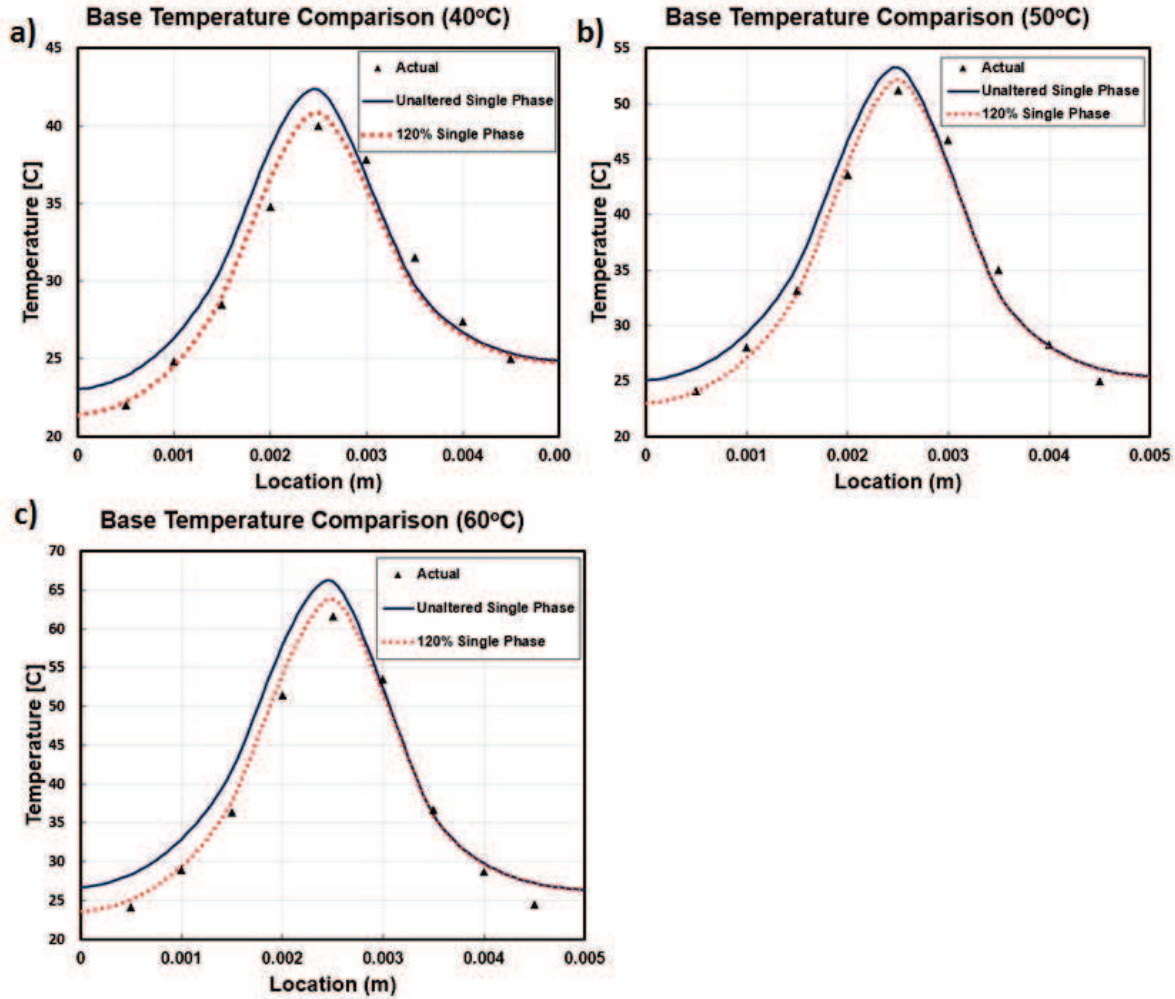 a)
Base Temperature Comparison (40oC)
Temperature [C]
45
40
35
30
25
20
0
0.001
0.002
0.003
0.004
0.00
Location (m)
Actual
Unaltered Single Phase
120% Single Phase
b)
Base Temperature Comparison (50oC)
Temperature [C]
55
50
45
40
35
30
25
20
0
0.001
0.002
0.003
0.004
0.005
Location (m)
Actual
Unaltered Single Phase
120% Single Phase
c)
Base Temperature Comparison (60oC)
Temperature [C]
70
65
60
55
50
45
40
35
30
25
20
0
0.001
0.002
0.003
0.004
0.005
Location (m)
Actual
Unaltered Single Phase
120% Single Phase